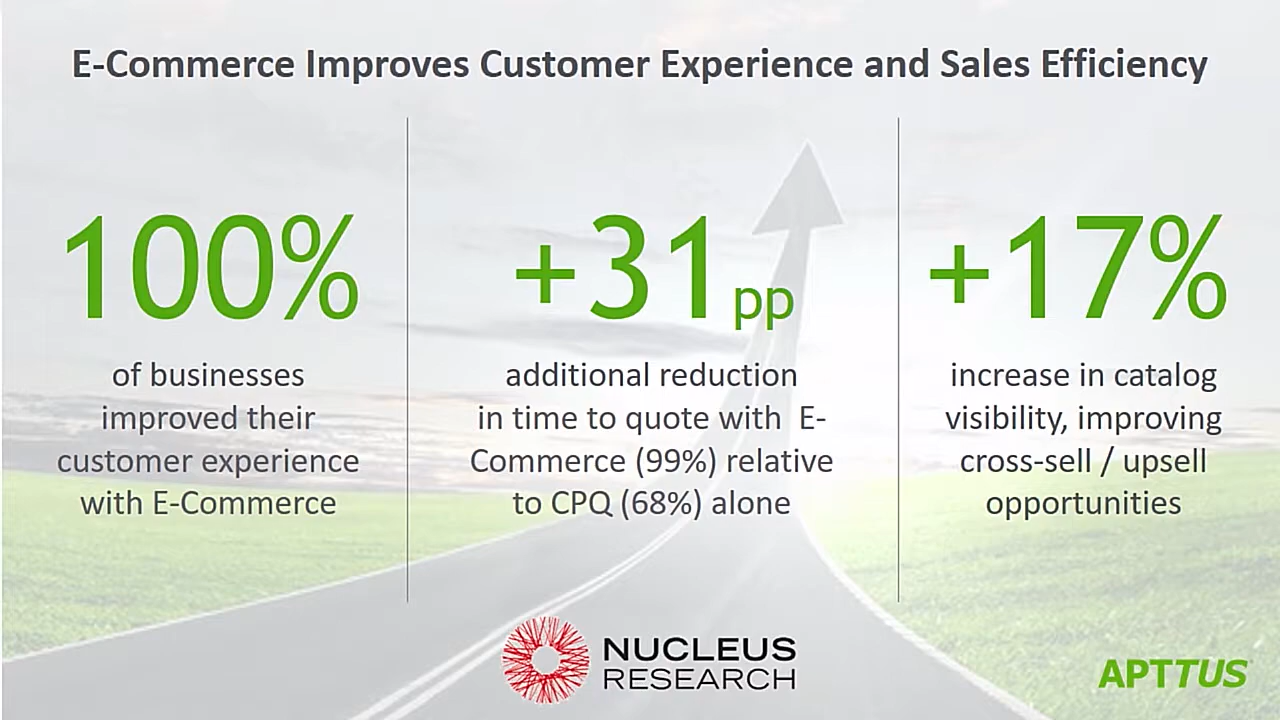 E-Commerce Improves Customer Experience and Sales Efficiency
100%
of businesses
improved their
customer experience
with E-Commerce
+31 pp
additional reduction
in time to quote with E-
Commerce (99%) relative
to CPQ (68%) alone
+17%
increase in catalog
visibility, improving
cross-sell / upsell
opportunities
NUCLEUS
RESEARCH
APTTUS